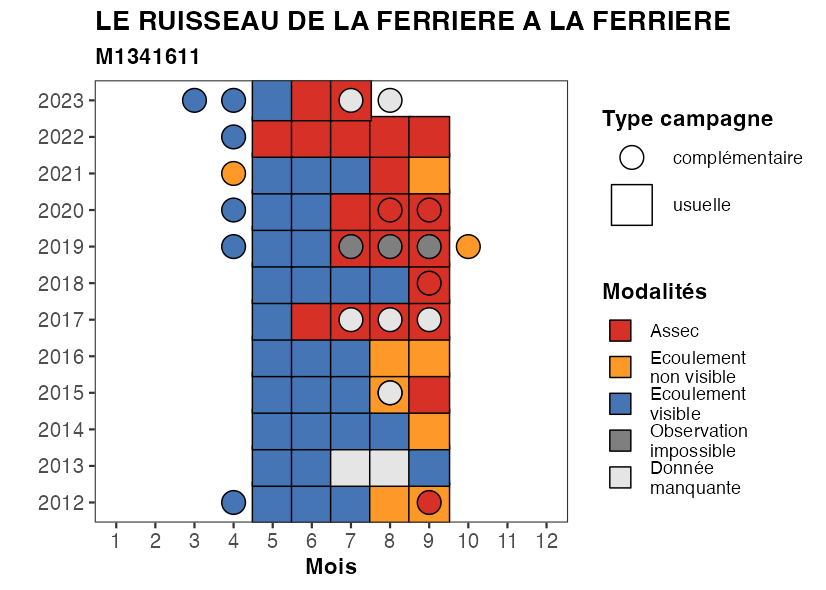 LE RUISSEAU DE LA FERRIERE A LA FERRIERE
M1341611
2023
2022
2021
2020
2019
2018
2017
2016
2015
2014
2013
2012
1 2 3 4 5 6 7 8 9 10 11 12
Mois
Type campagne
complémentaire
usuelle
Modalités
Assec
Ecoulement
non visible
Ecoulement
visible
Observation
impossible
Donnée
manquante